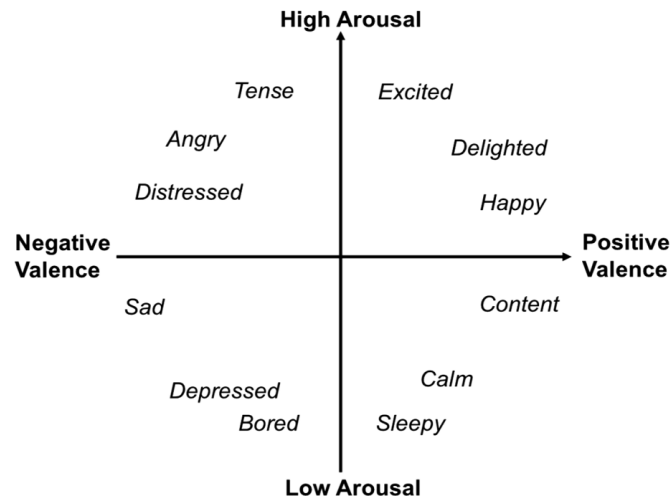 High Arousal
Tense
Excited
Angry
Delighted
Distressed
Happy
Negative
Valence
Positive
Valence
Sad
Content
Calm
Depressed
Bored
Sleepy
Low Arousal